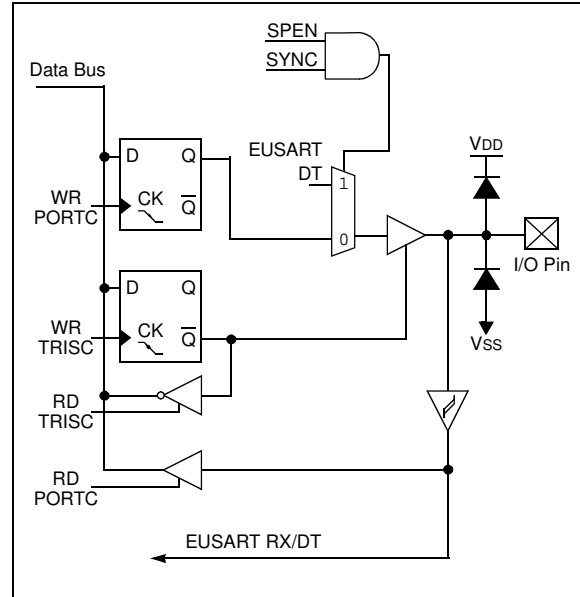 SPEN
SYNC
Data Bus
EUSART
DT
VDD
D
Q
1
WR
PORTC
CK
Q
0
I/O Pin
D
Q
WR
TRISC
CK
Q
VSS
RD
TRISC
RD
PORTC
EUSART RX/DT